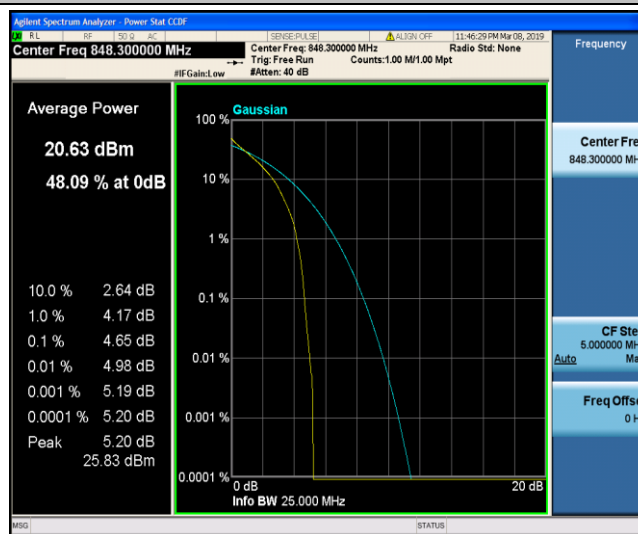 Agilent Spectrum Analyzer - Power Stat CCDF
RL RF 50 Ω AC SENSE:PULSE ALIGN OFF 11:46:29 PM Mar 08, 2019
Center Freq 848.300000 MHz Center Freq: 848.300000 MHz Radio Std: None
Trig: Free Run Counts:1.00 M/1.00 Mpt
#IFGain:Low #Atten: 40 dB
Frequency
Average Power
20.63 dBm
48.09 % at 0dB
10.0 % 2.64 dB
1.0 % 4.17 dB
0.1 % 4.65 dB
0.01 % 4.98 dB
0.001 % 5.19 dB
0.0001 % 5.20 dB
Peak 5.20 dB
25.83 dBm
Gaussian
100 %
10 %
1 %
0.1 %
0.01 %
0.001 %
0.0001 %
0 dB 20 dB
Info BW 25.000 MHz
Center Fre
848.300000 MH
CF Ste
5.000000 MH
Auto Ma
Freq Offse
0 H
MSG STATUS